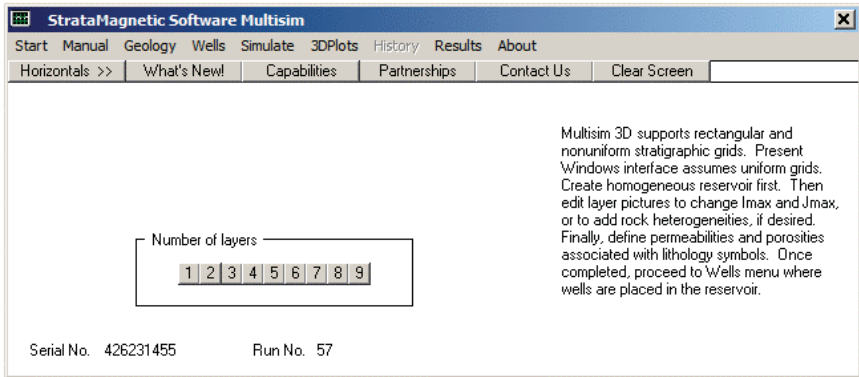 StrataMagnetic Software Multisim
Start Manual Geology Wells Simulate 3DPlots History Results About
Horizontals >> What's New! Capabilities Partnerships Contact Us Clear Screen
Multisim 3D supports rectangular and
nonuniform stratigraphic grids. Present
Windows interface assumes uniform grids.
Create homogeneous reservoir first. Then
edit layer pictures to change Imax and Jmax,
or to add rock heterogeneities, if desired.
Finally, define permeabilities and porosities
associated with lithology symbols. Once
completed, proceed to Wells menu where
wells are placed in the reservoir.
Number of layers
1 2 3 4 5 6 7 8 9
Serial No. 426231455 Run No. 57